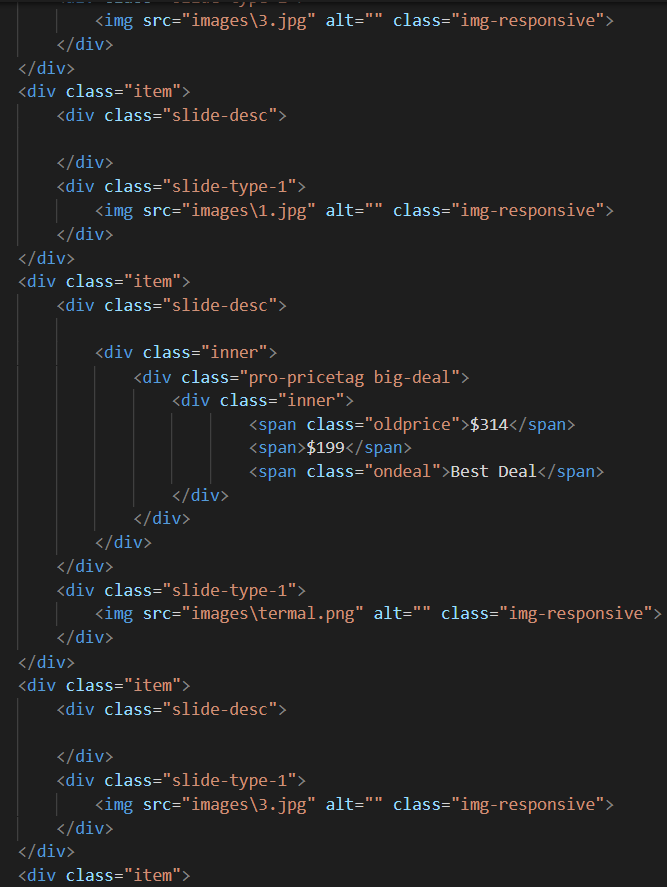 <img src="images\3.jpg" alt="" class="img-responsive">
</div>
</div>
<div class="item">
<div class="slide-desc">
</div>
<div class="slide-type-1">
<img src="images\1.jpg" alt="" class="img-responsive">
</div>
</div>
<div class="item">
<div class="slide-desc">
<div class="inner">
<div class="pro-pricetag big-deal">
<div class="inner">
<span class="oldprice">$314</span>
<span>$199</span>
<span class="ondeal">Best Deal</span>
</div>
</div>
</div>
</div>
<div class="slide-type-1">
<img src="images\termal.png" alt="" class="img-responsive">
</div>
</div>
<div class="item">
<div class="slide-desc">
</div>
<div class="slide-type-1">
<img src="images\3.jpg" alt="" class="img-responsive">
</div>
</div>
<div class="item">